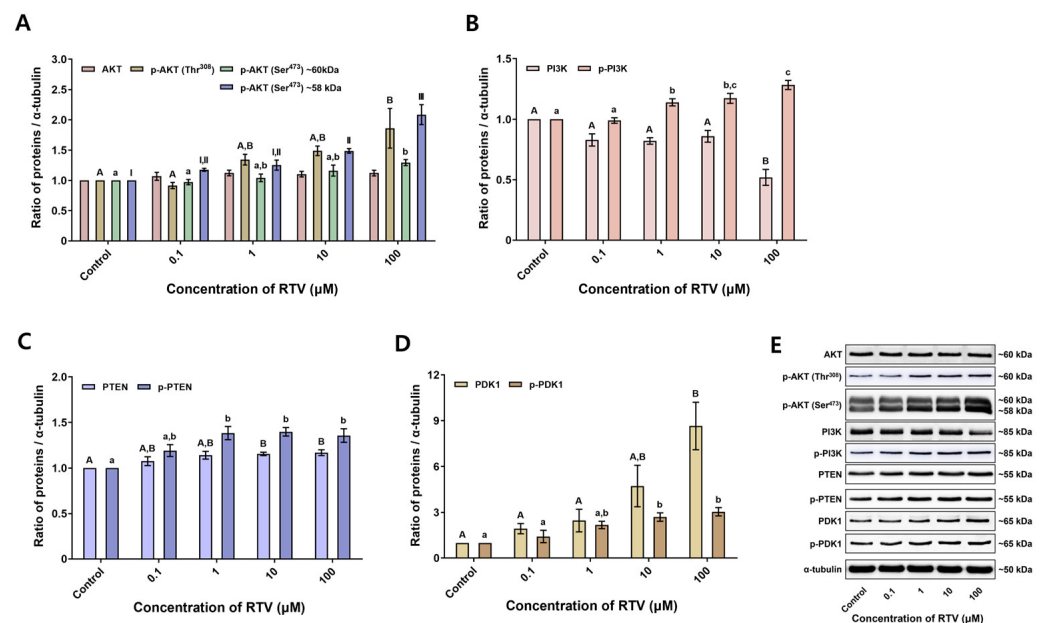 A
Ratio of proteins / α-tubulin
3.0
2.5
2.0
1.5
1.0
0.5
0
AKT p-AKT (Thr³⁰⁸) p-AKT (Ser⁴⁷³) ~60kDa
p-AKT (Ser⁴⁷³) ~58 kDa
A a I
A a I,II
A,B a,b I,II
A,B a,b II
B b III
Control 0.1 1 10 100
Concentration of RTV (μM)
B
Ratio of proteins / α-tubulin
1.5
1.0
0.5
0
PI3K p-PI3K
A a A a A b A b,c B c
Control 0.1 1 10 100
Concentration of RTV (μM)
C
Ratio of proteins / α-tubulin
2.0
1.5
1.0
0.5
0
PTEN p-PTEN
A a A,B a,b A,B b B b B b
Control 0.1 1 10 100
Concentration of RTV (μM)
D
Ratio of proteins / α-tubulin
12
9
6
3
0
PDK1 p-PDK1
A a A a A a,b A,B b B b
Control 0.1 1 10 100
Concentration of RTV (μM)
E
AKT ~60 kDa
p-AKT (Thr³⁰⁸) ~60 kDa
p-AKT (Ser⁴⁷³) ~60 kDa
~58 kDa
PI3K ~85 kDa
p-PI3K ~85 kDa
PTEN ~55 kDa
p-PTEN ~55 kDa
PDK1 ~65 kDa
p-PDK1 ~65 kDa
α-tubulin ~50 kDa
Control 0.1 1 10 100
Concentration of RTV (μM)